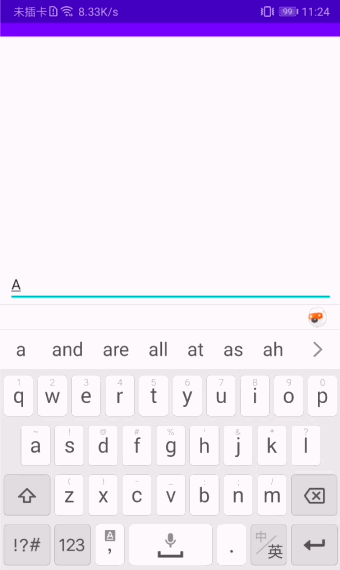 未插卡 8.33K/s 99 11:24
A
a and are all at as ah
1 2 3 4 5 6 7 8 9 0
q w e r t y u i o p
~ ! @ # % ' & * ?
a s d f g h j k l
( ) - _ : ; /
z x c v b n m
!?# 123 A , . 中/英